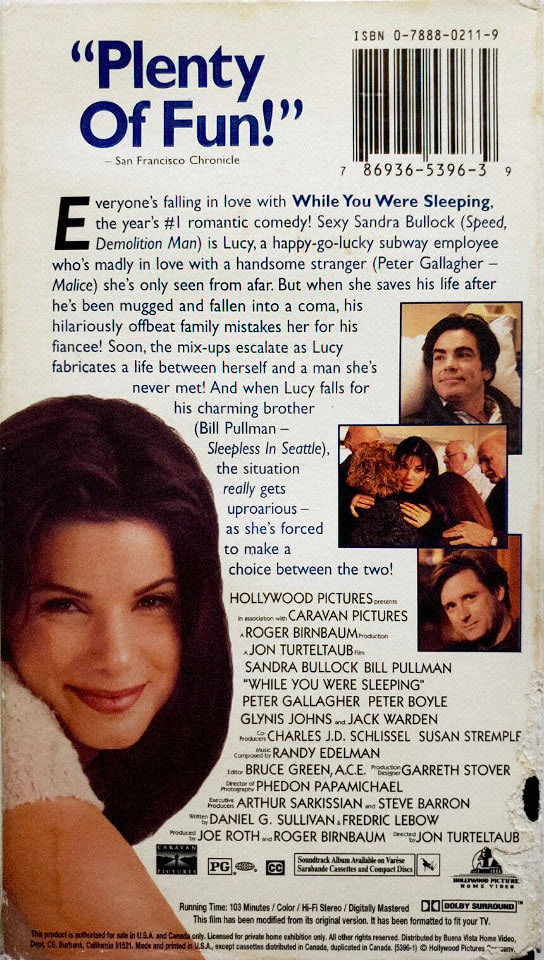 “Plenty
Of Fun!”
– San Francisco Chronicle
ISBN 0-7888-0211-9
7 86936-5396-3 9
Everyone's falling in love with While You Were Sleeping,
the year's #1 romantic comedy! Sexy Sandra Bullock (Speed,
Demolition Man) is Lucy, a happy-go-lucky subway employee
who's madly in love with a handsome stranger (Peter Gallagher –
Malice) she's only seen from afar. But when she saves his life after
he's been mugged and fallen into a coma, his
hilariously offbeat family mistakes her for his
fiancee! Soon, the mix-ups escalate as Lucy
fabricates a life between herself and a man she's
never met! And when Lucy falls for
his charming brother
(Bill Pullman –
Sleepless In Seattle),
the situation
really gets
uproarious –
as she's forced
to make a
choice between the two!
HOLLYWOOD PICTURES presents
In association with CARAVAN PICTURES
A ROGER BIRNBAUM Production
A JON TURTELTAUB Film
SANDRA BULLOCK BILL PULLMAN
"WHILE YOU WERE SLEEPING"
PETER GALLAGHER PETER BOYLE
GLYNIS JOHNS and JACK WARDEN
Co-Producers CHARLES J.D. SCHLISSEL SUSAN STREMPLE
Music Composed by RANDY EDELMAN
Editor BRUCE GREEN, A.C.E. Production Designer GARRETH STOVER
Director of Photography PHEDON PAPAMICHAEL
Executive Producers ARTHUR SARKISSIAN and STEVE BARRON
Written by DANIEL G. SULLIVAN & FREDRIC LEBOW
Produced by JOE ROTH and ROGER BIRNBAUM Directed by JON TURTELTAUB
CARAVAN
PICTURES
PG
CC
Soundtrack Album Available on Varèse
Sarabande Cassettes and Compact Discs
HOLLYWOOD PICTURES
HOME VIDEO
Running Time: 103 Minutes / Color / Hi-Fi Stereo / Digitally Mastered
DOLBY SURROUND™
This film has been modified from its original version. It has been formatted to fit your TV.
This product is authorized for sale in U.S.A. and Canada only. Licensed for private home exhibition only. All other rights reserved. Distributed by Buena Vista Home Video,
Dept. CS, Burbank, California 91521. Made and printed in U.S.A., except cassettes distributed in Canada, duplicated in Canada. (5396-1) © Hollywood Pictures Company.